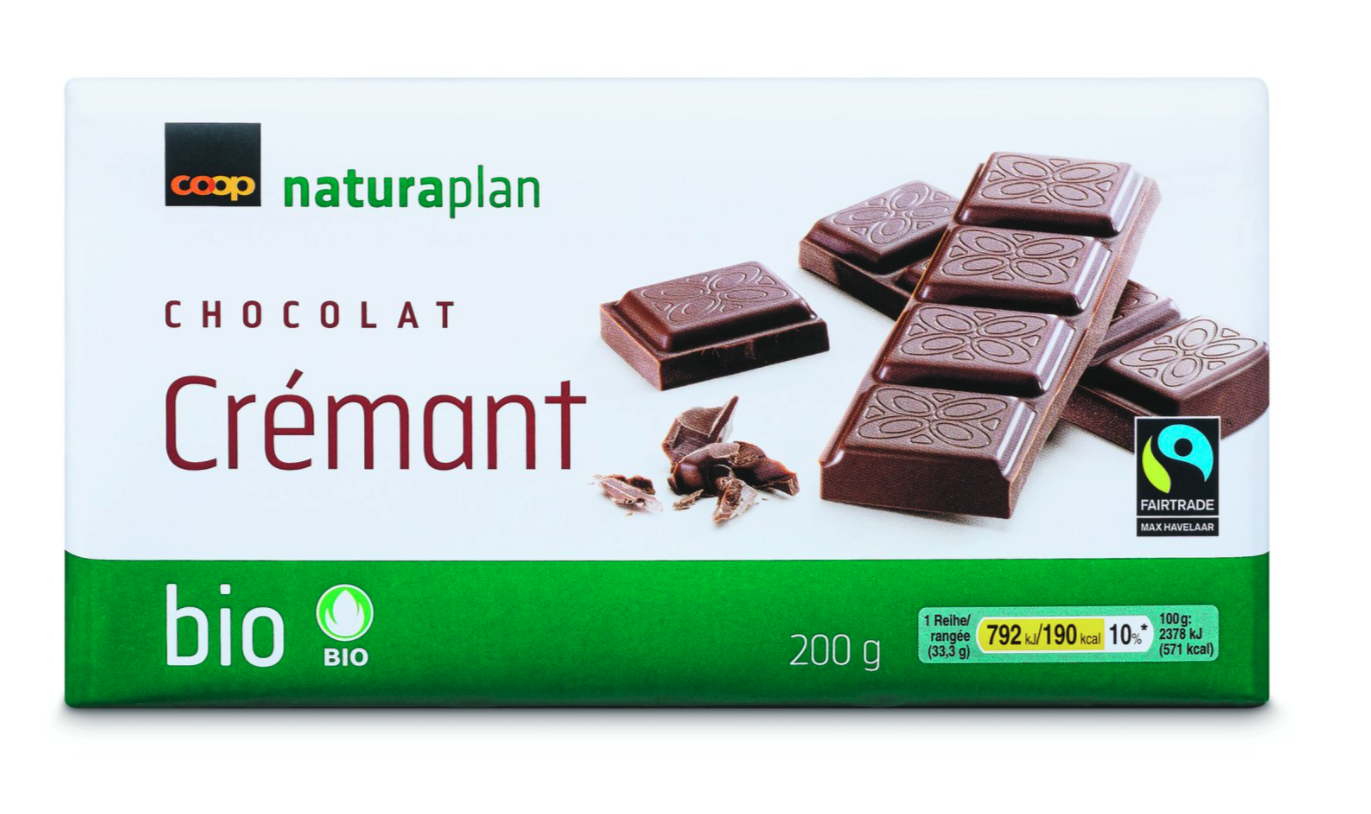 coop
naturaplan
CHOCOLAT
Crémant
FAIRTRADE
MAX HAVELAAR
bio
BIO
200 g
1 Reihe/
rangée
(33,3 g)
792 kJ/190 kcal 10%*
100 g:
2378 kJ
(571 kcal)